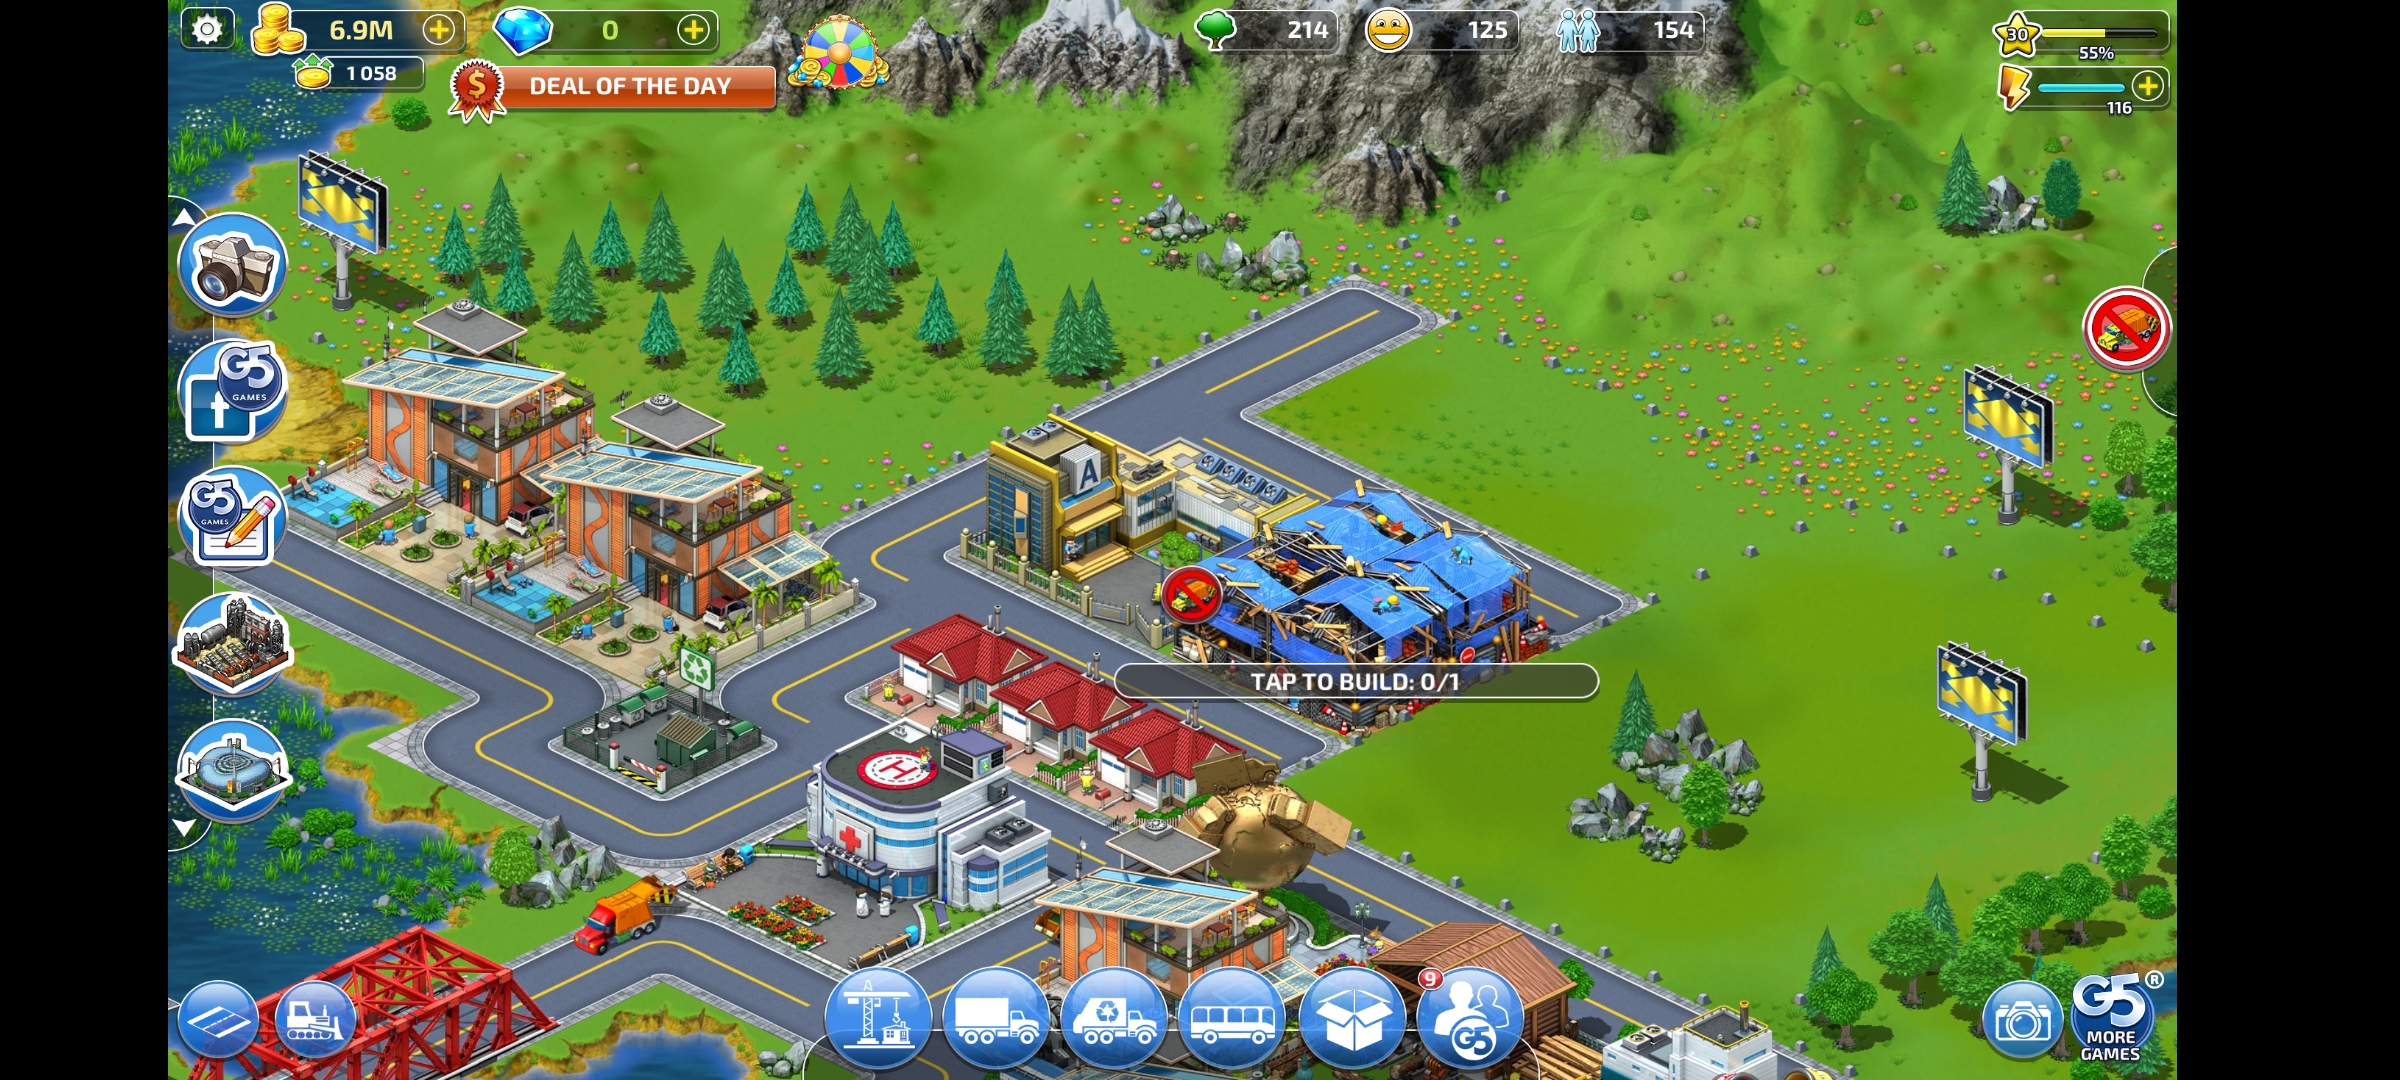 6.9M
0
214
125
154
30
55%
1 058
DEAL OF THE DAY
116
G5
GAMES
f
G5
GAMES
A
TAP TO BUILD: 0/1
H
A
9
G5
G5®
MORE
GAMES